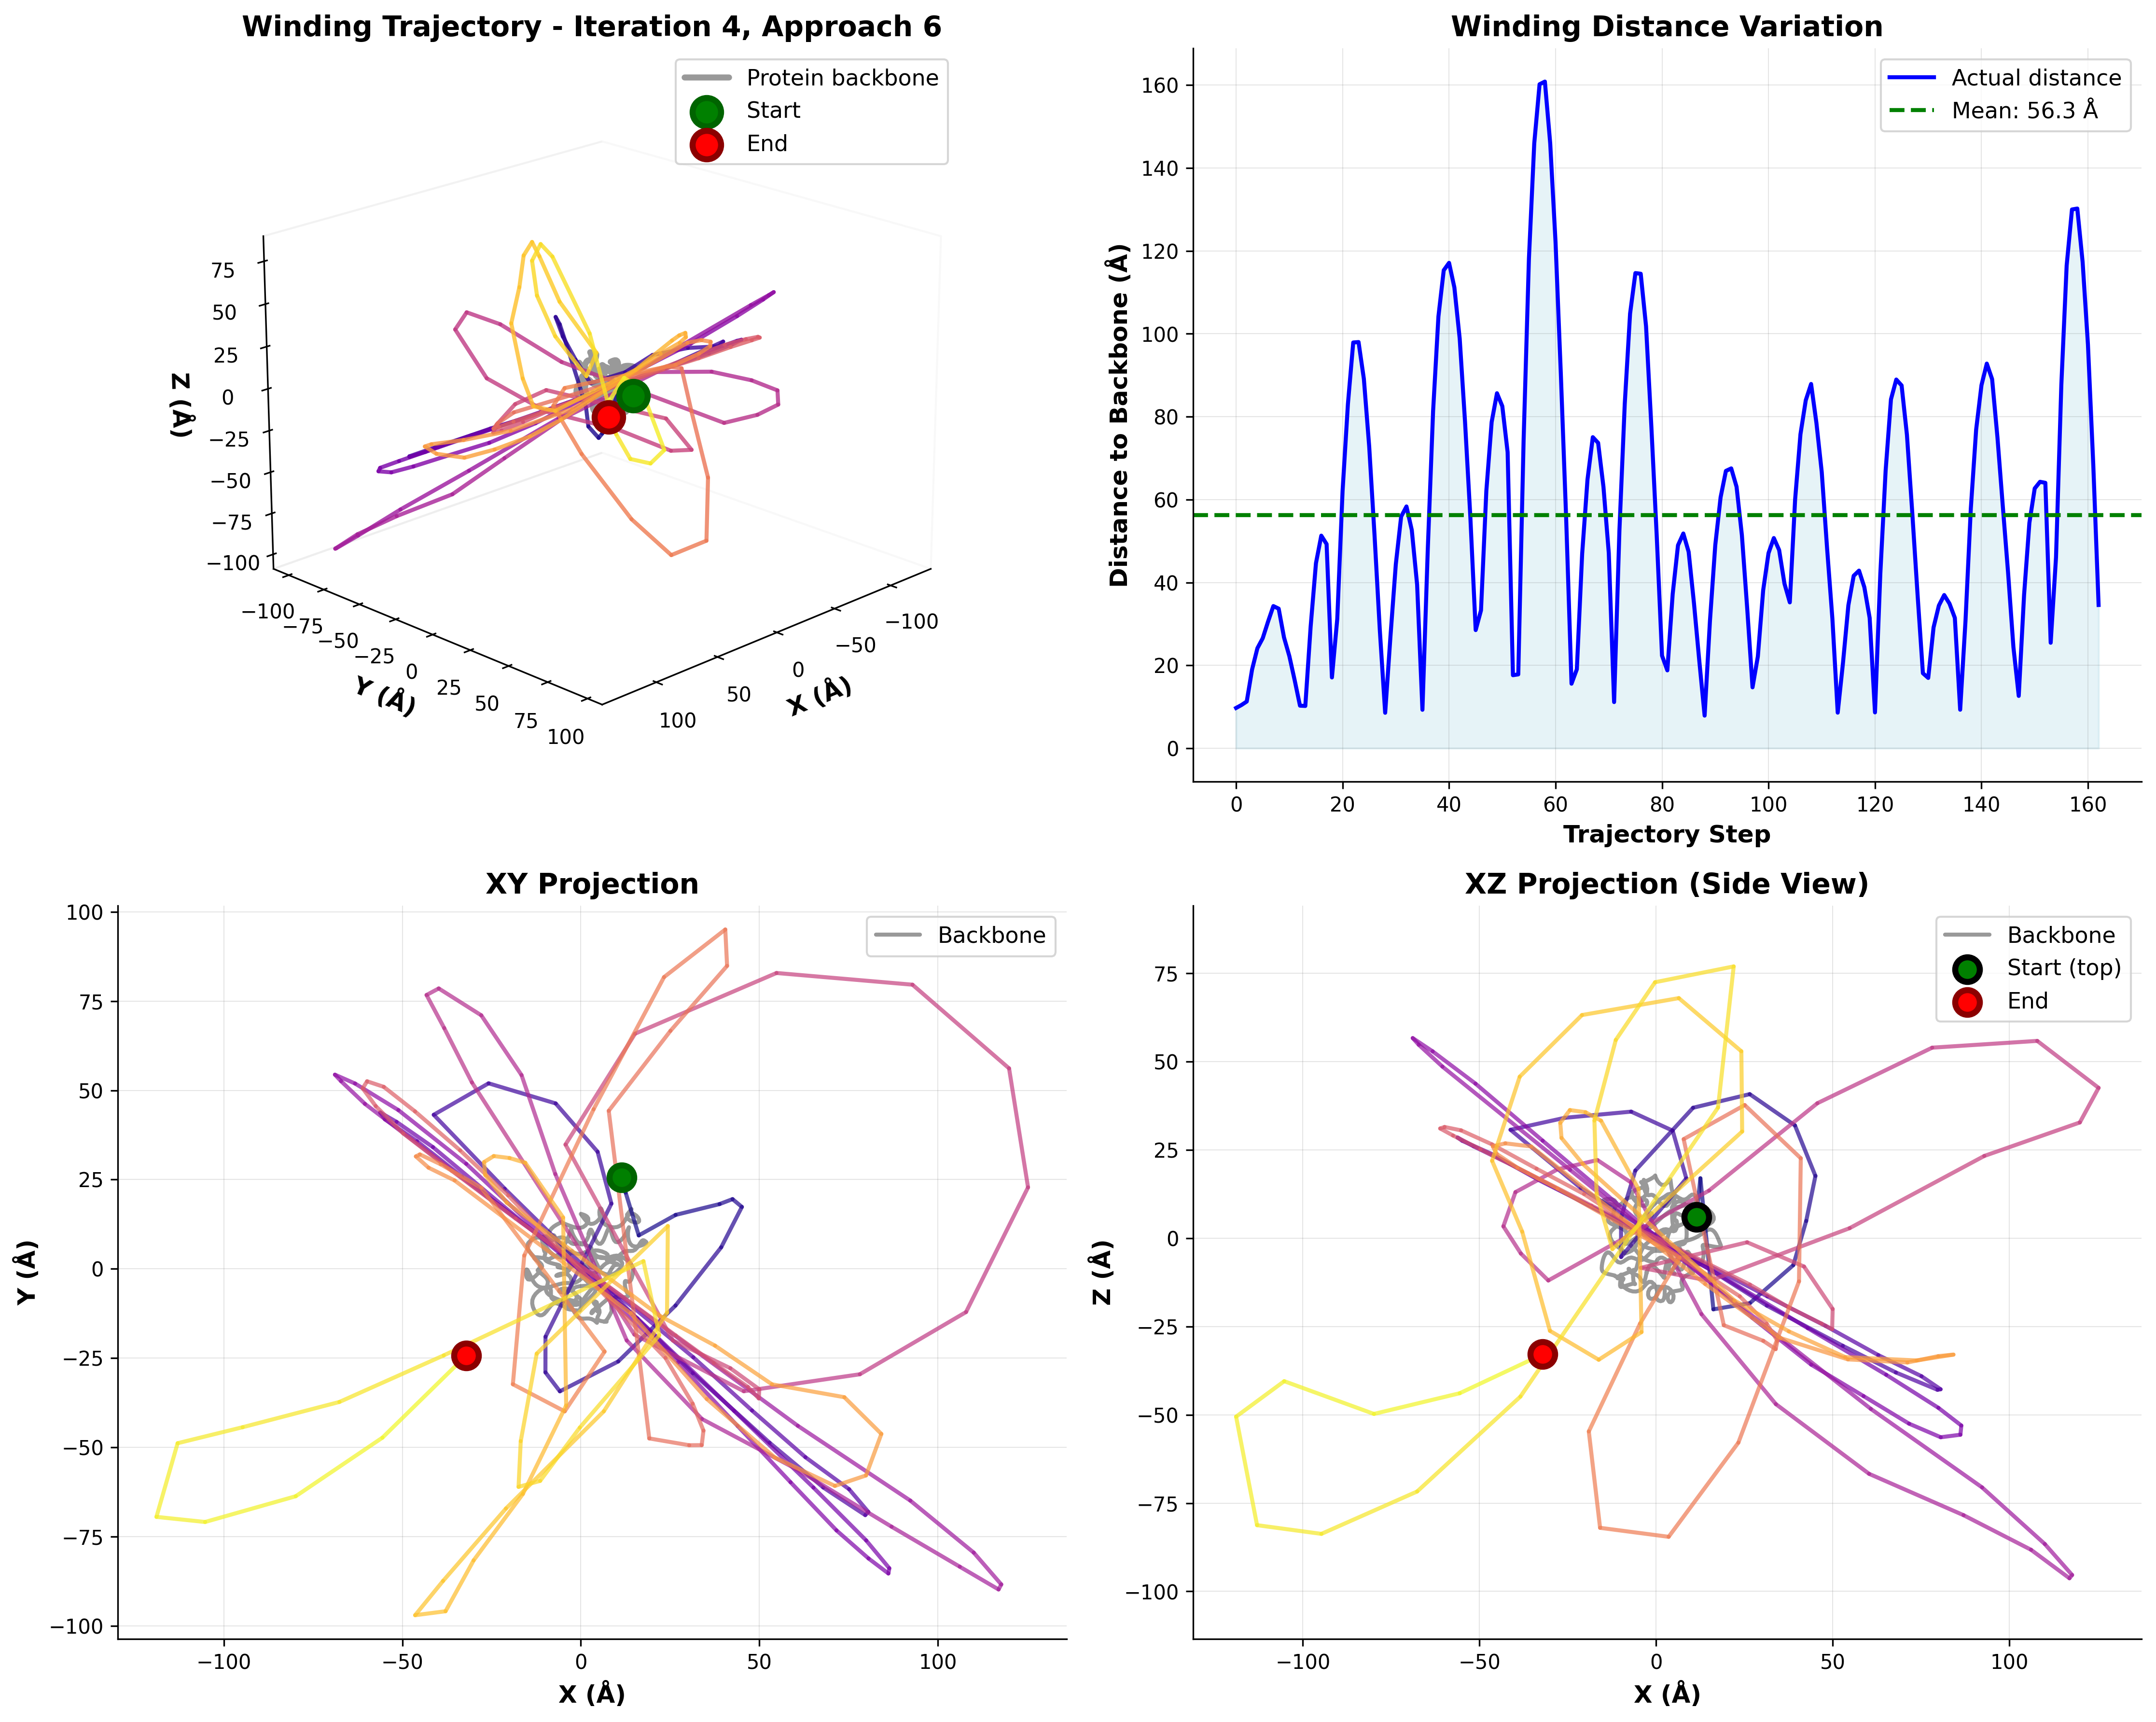 Winding Trajectory - Iteration 4, Approach 6
Protein backbone
Start
End
75
50
25
0
−25
−50
−75
−100
Z (Å)
−100
−75
−50
−25
0
25
50
75
100
Y (Å)
100
50
0
−50
−100
X (Å)
Winding Distance Variation
Actual distance
Mean: 56.3 Å
160
140
120
100
80
60
40
20
0
Distance to Backbone (Å)
0 20 40 60 80 100 120 140 160
Trajectory Step
XY Projection
Backbone
100
75
50
25
0
−25
−50
−75
−100
Y (Å)
−100 −50 0 50 100
X (Å)
XZ Projection (Side View)
Backbone
Start (top)
End
75
50
25
0
−25
−50
−75
−100
Z (Å)
−100 −50 0 50 100
X (Å)